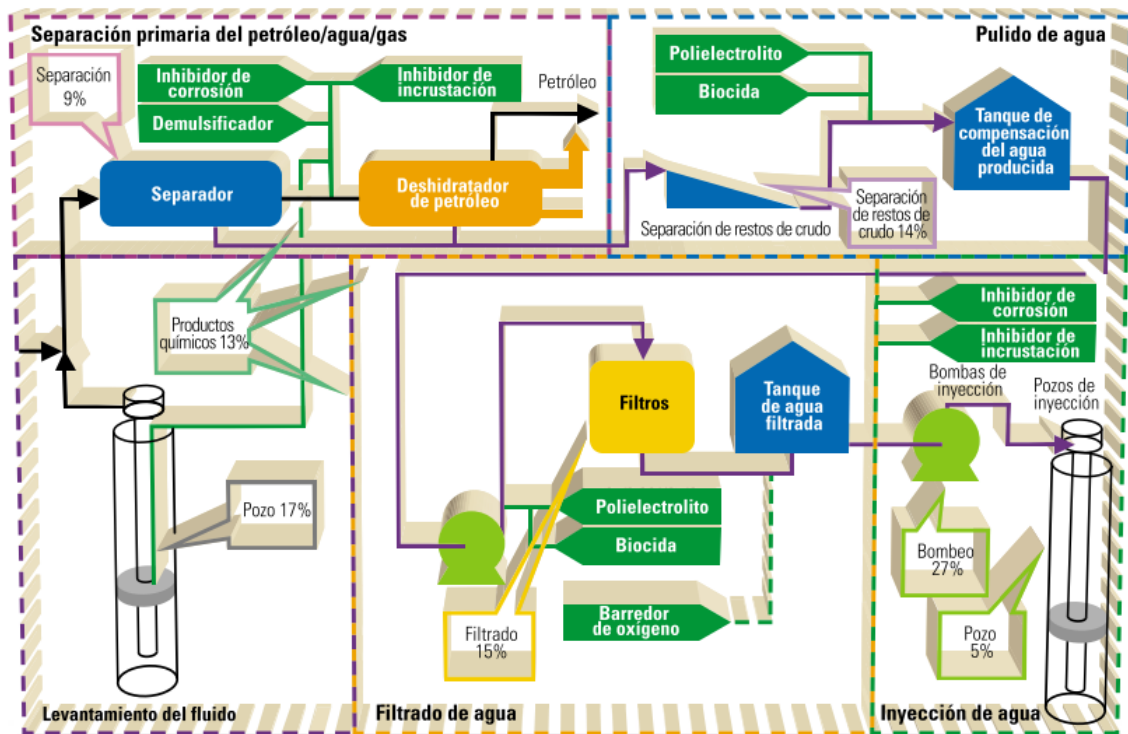 Separación primaria del petróleo/agua/gas
Separación
9%
Inhibidor de
corrosión
Inhibidor de
incrustación
Demulsificador
Petróleo
Separador
Deshidratador
de petróleo
Pulido de agua
Polielectrolito
Biocida
Tanque de
compensación
del agua
producida
Separación de restos de crudo
Separación
de restos de
crudo 14%
Productos
químicos 13%
Pozo 17%
Levantamiento del fluido
Filtros
Tanque
de agua
filtrada
Polielectrolito
Biocida
Barredor
de oxígeno
Filtrado
15%
Filtrado de agua
Inhibidor de
corrosión
Inhibidor de
incrustación
Bombas de
inyección
Pozos de
inyección
Bombeo
27%
Pozo
5%
Inyección de agua